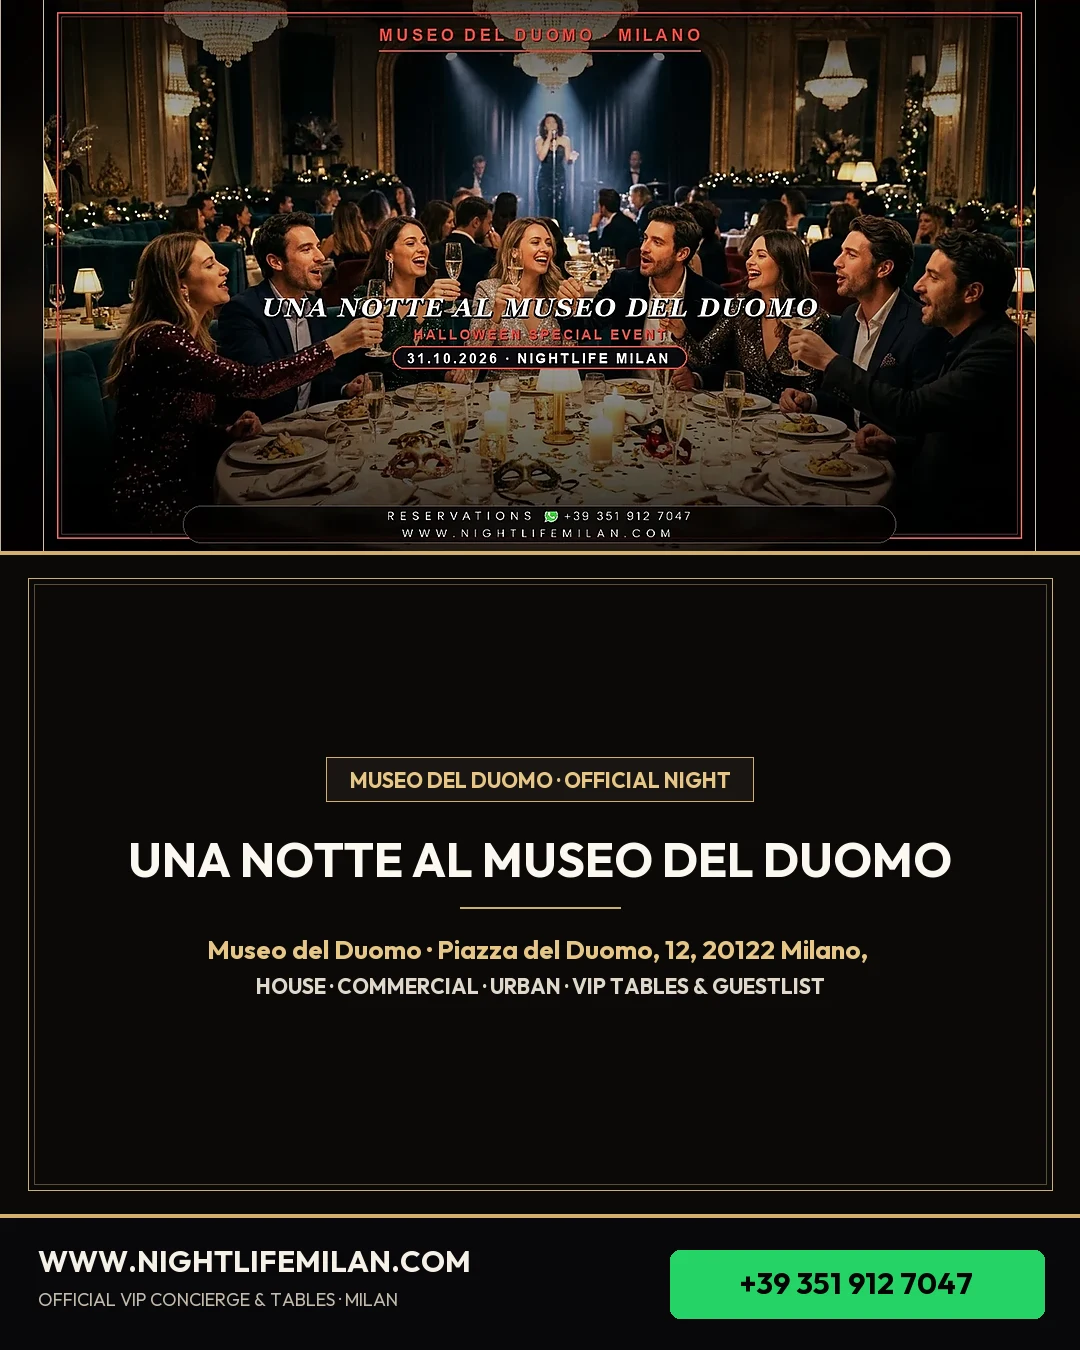 MUSEO DEL DUOMO · MILANO
UNA NOTTE AL MUSEO DEL DUOMO
HALLOWEEN SPECIAL EVENT
31.10.2026 · NIGHTLIFE MILAN
RESERVATIONS +39 351 912 7047
WWW.NIGHTLIFEMILAN.COM
MUSEO DEL DUOMO · OFFICIAL NIGHT
UNA NOTTE AL MUSEO DEL DUOMO
Museo del Duomo · Piazza del Duomo, 12, 20122 Milano,
HOUSE · COMMERCIAL · URBAN · VIP TABLES & GUESTLIST
WWW.NIGHTLIFEMILAN.COM
+39 351 912 7047
OFFICIAL VIP CONCIERGE & TABLES · MILAN